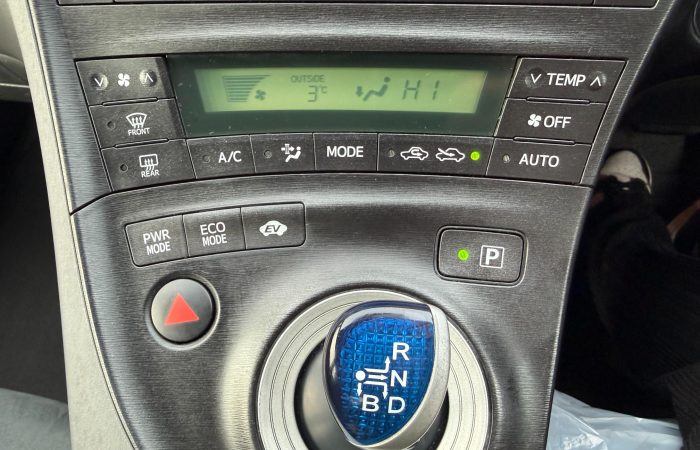 OUTSIDE
3°C
HI
TEMP
FRONT
OFF
REAR
A/C
MODE
AUTO
PWR
MODE
ECO
MODE
EV
P
R
N
B D